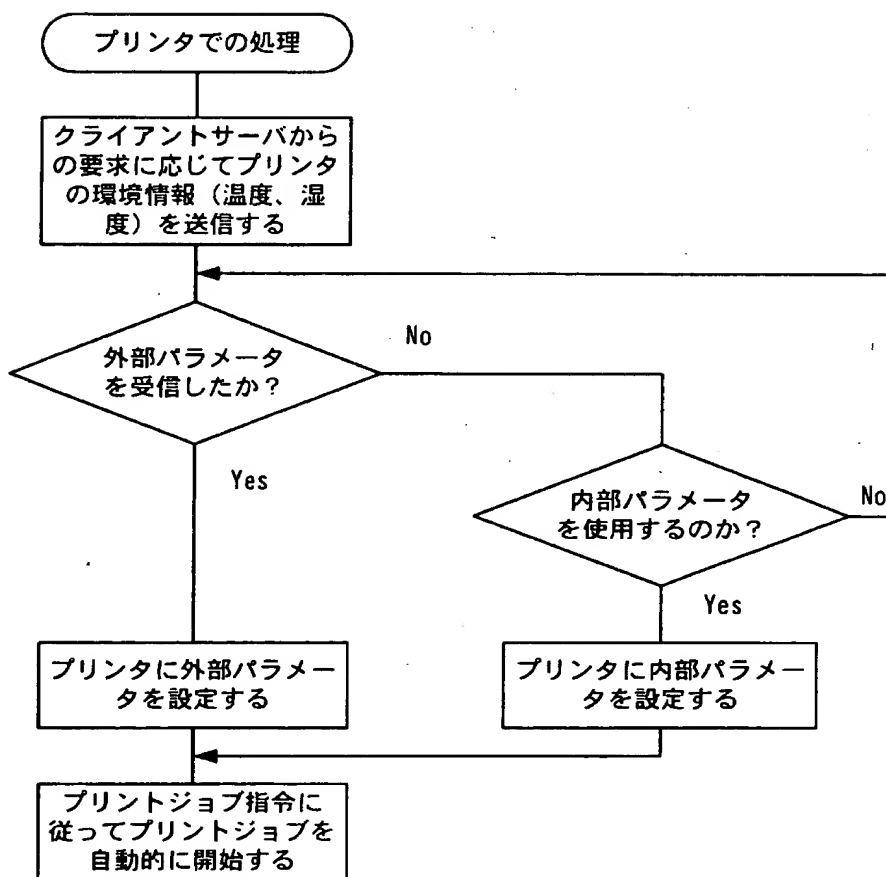 プリンタでの処理
クライアントサーバから
の要求に応じてプリンタ
の環境情報（温度、湿
度）を送信する
外部パラメータ
を受信したか？
No
Yes
内部パラメータ
を使用するのか？
No
Yes
プリンタに外部パラメー
タを設定する
プリンタに内部パラメー
タを設定する
プリントジョブ指令に
従ってプリントジョブを
自動的に開始する